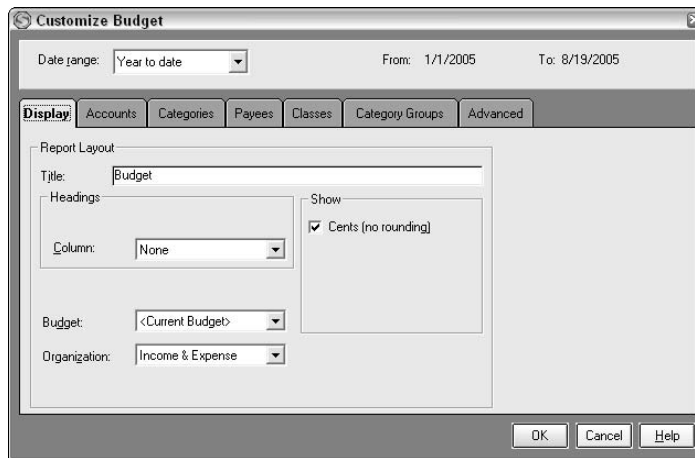 Customize Budget
Date range: Year to date From: 1/1/2005 To: 8/19/2005
Display Accounts Categories Payees Classes Category Groups Advanced
Report Layout
Title: Budget
Headings
Show
Cents (no rounding)
Column: None
Budget: <Current Budget>
Organization: Income & Expense
OK Cancel Help